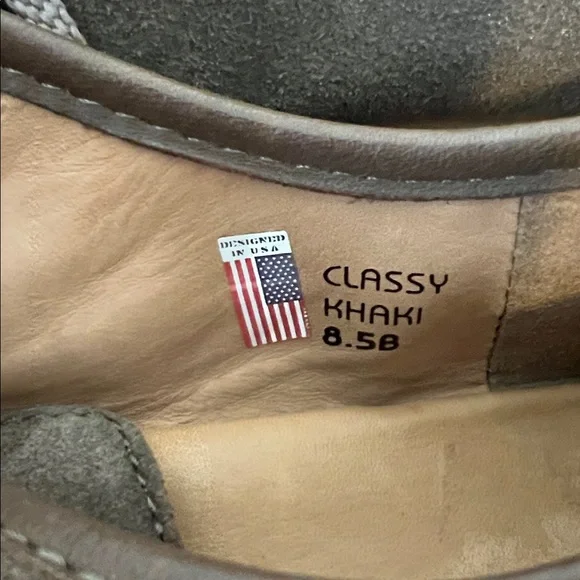 DESIGNED
IN USA
CLASSY
KHAKI
8.5B